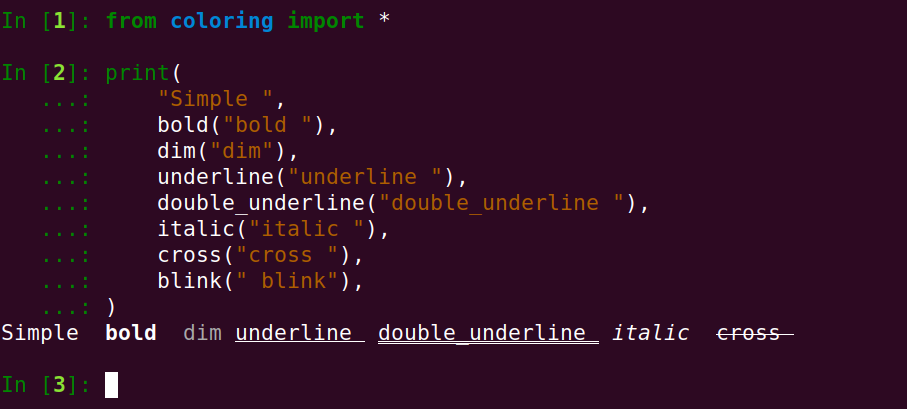 In [1]: from coloring import *
In [2]: print(
   ...:     "Simple ",
   ...:     bold("bold "),
   ...:     dim("dim"),
   ...:     underline("underline "),
   ...:     double_underline("double_underline "),
   ...:     italic("italic "),
   ...:     cross("cross "),
   ...:     blink(" blink"),
   ...: )
Simple  bold  dim underline  double_underline  italic  cross
In [3]: